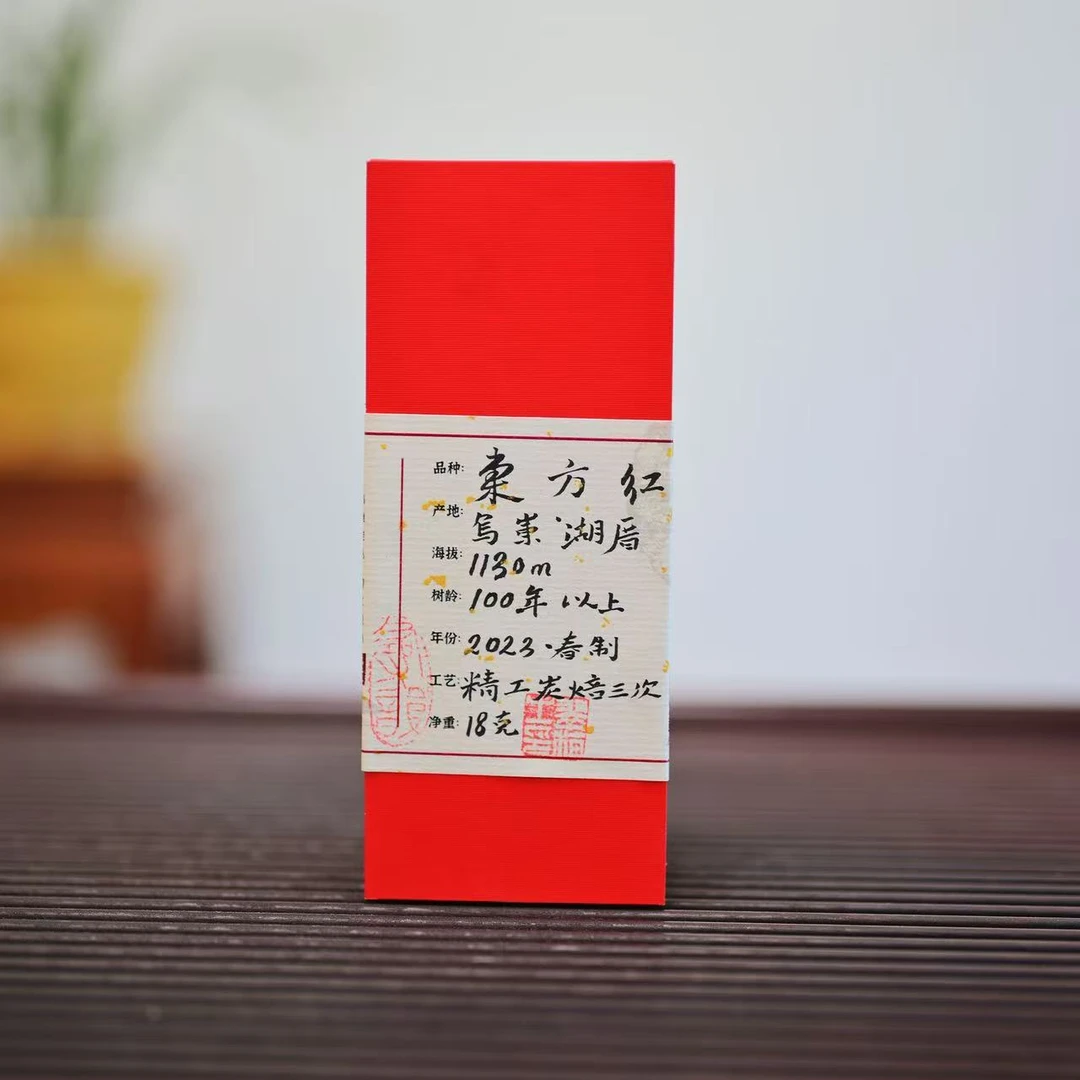 品种: 東方红
产地: 乌崬湖厝
海拔: 1130m
树龄: 100年以上
年份: 2023·春制
工艺: 精工炭焙三次
净重: 18克